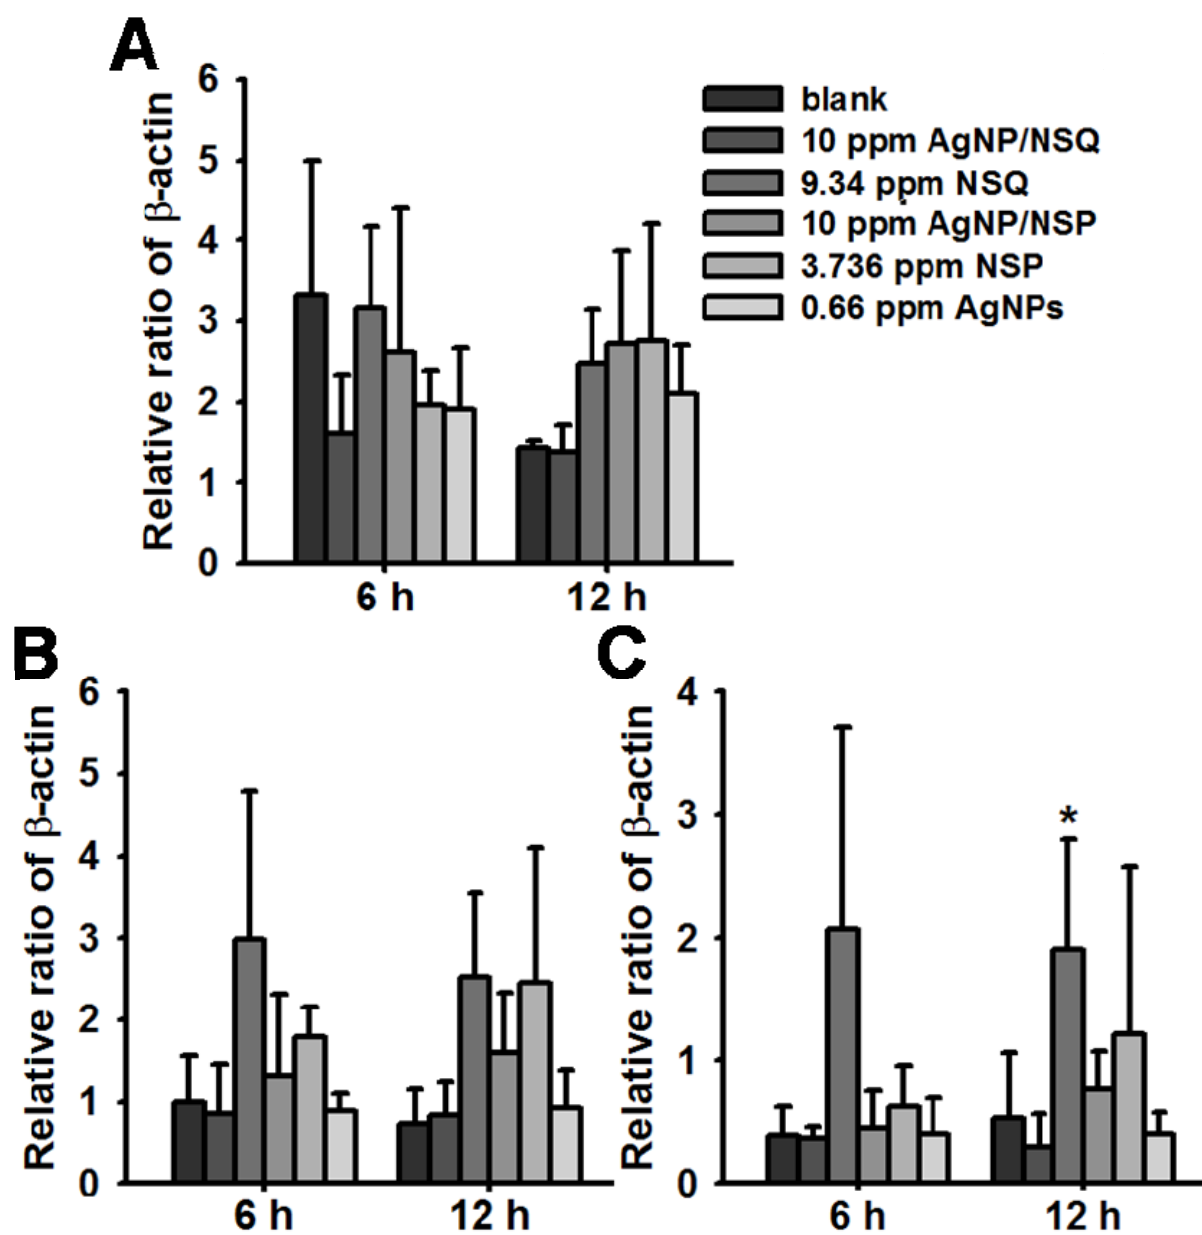 A
6
5
4
3
2
1
0
Relative ratio of β-actin
6 h
12 h
blank
10 ppm AgNP/NSQ
9.34 ppm NSQ
10 ppm AgNP/NSP
3.736 ppm NSP
0.66 ppm AgNPs
B
6
5
4
3
2
1
0
Relative ratio of β-actin
6 h
12 h
C
4
3
2
1
0
Relative ratio of β-actin
*
6 h
12 h